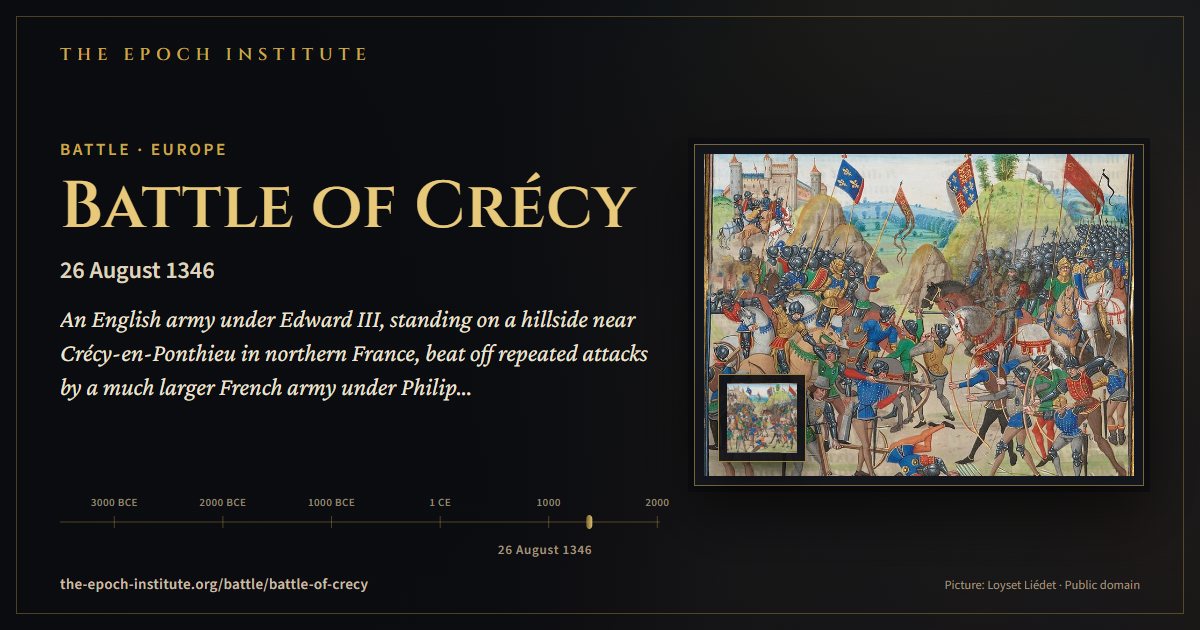 THE EPOCH INSTITUTE
BATTLE · EUROPE
BATTLE OF CRÉCY
26 August 1346
An English army under Edward III, standing on a hillside near
Crécy-en-Ponthieu in northern France, beat off repeated attacks
by a much larger French army under Philip...
3000 BCE 2000 BCE 1000 BCE 1 CE 1000 2000
26 August 1346
the-epoch-institute.org/battle/battle-of-crecy
Picture: Loyset Liédet · Public domain